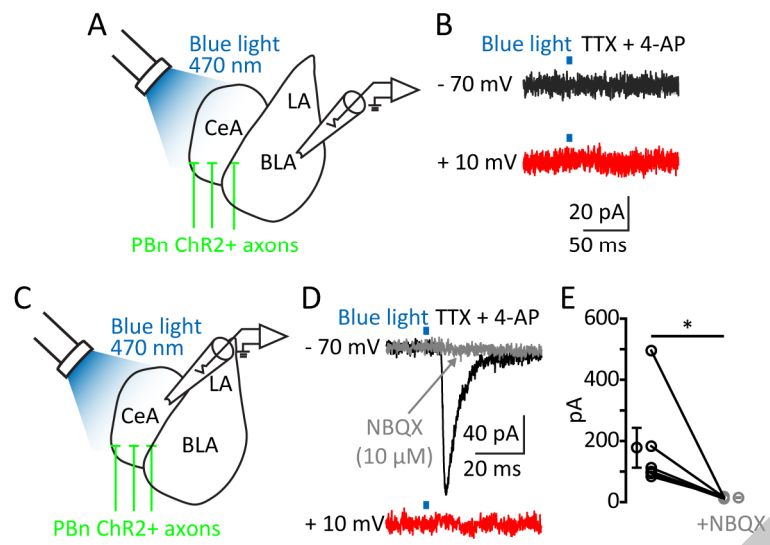 A
Blue light
470 nm
LA
CeA
BLA
PBn ChR2+ axons
B
Blue light TTX + 4-AP
- 70 mV
+ 10 mV
20 pA
50 ms
C
Blue light
470 nm
LA
CeA
BLA
PBn ChR2+ axons
D
Blue light TTX + 4-AP
- 70 mV
NBQX
(10 µM)
40 pA
20 ms
+ 10 mV
E
600
*
400
pA
200
0
+NBQX